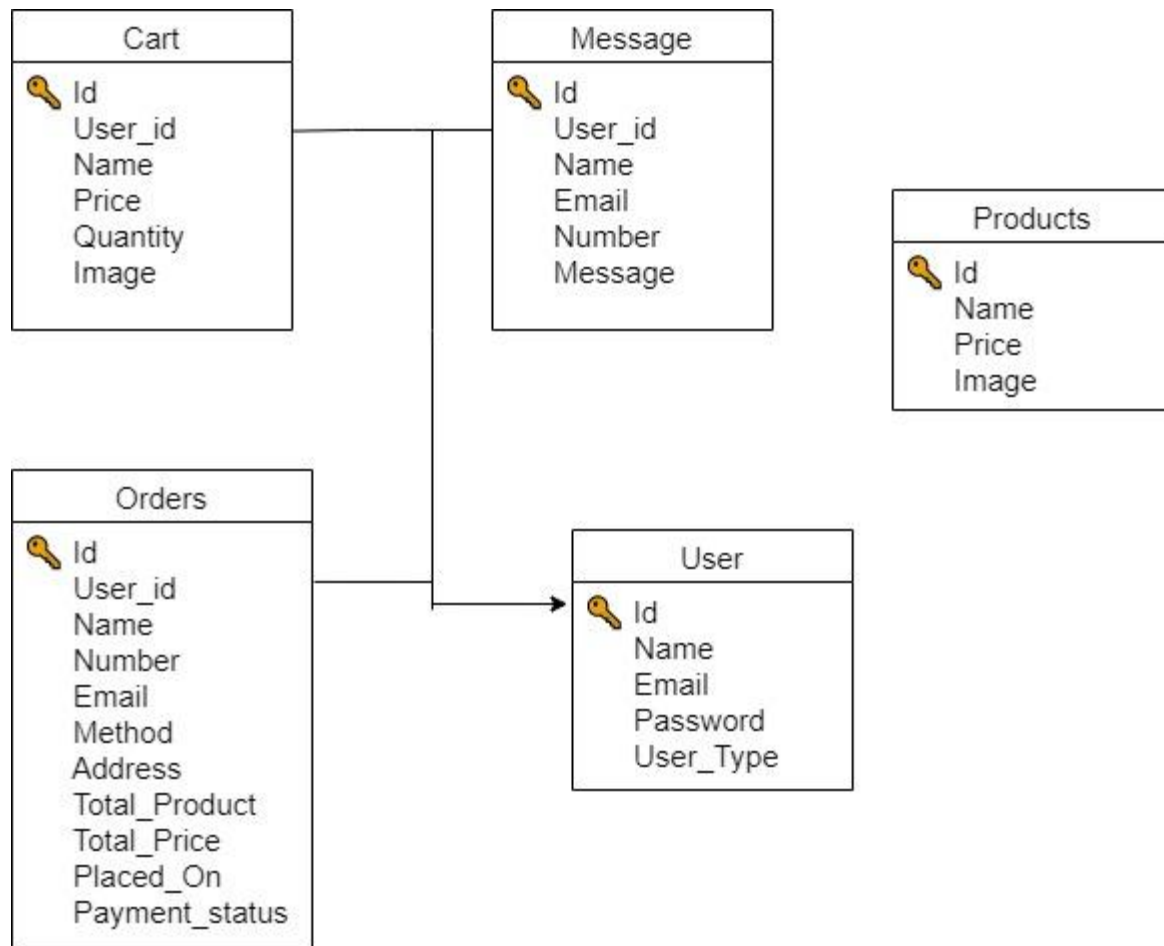 Cart
Id
User_id
Name
Price
Quantity
Image
Message
Id
User_id
Name
Email
Number
Message
Products
Id
Name
Price
Image
Orders
Id
User_id
Name
Number
Email
Method
Address
Total_Product
Total_Price
Placed_On
Payment_status
User
Id
Name
Email
Password
User_Type